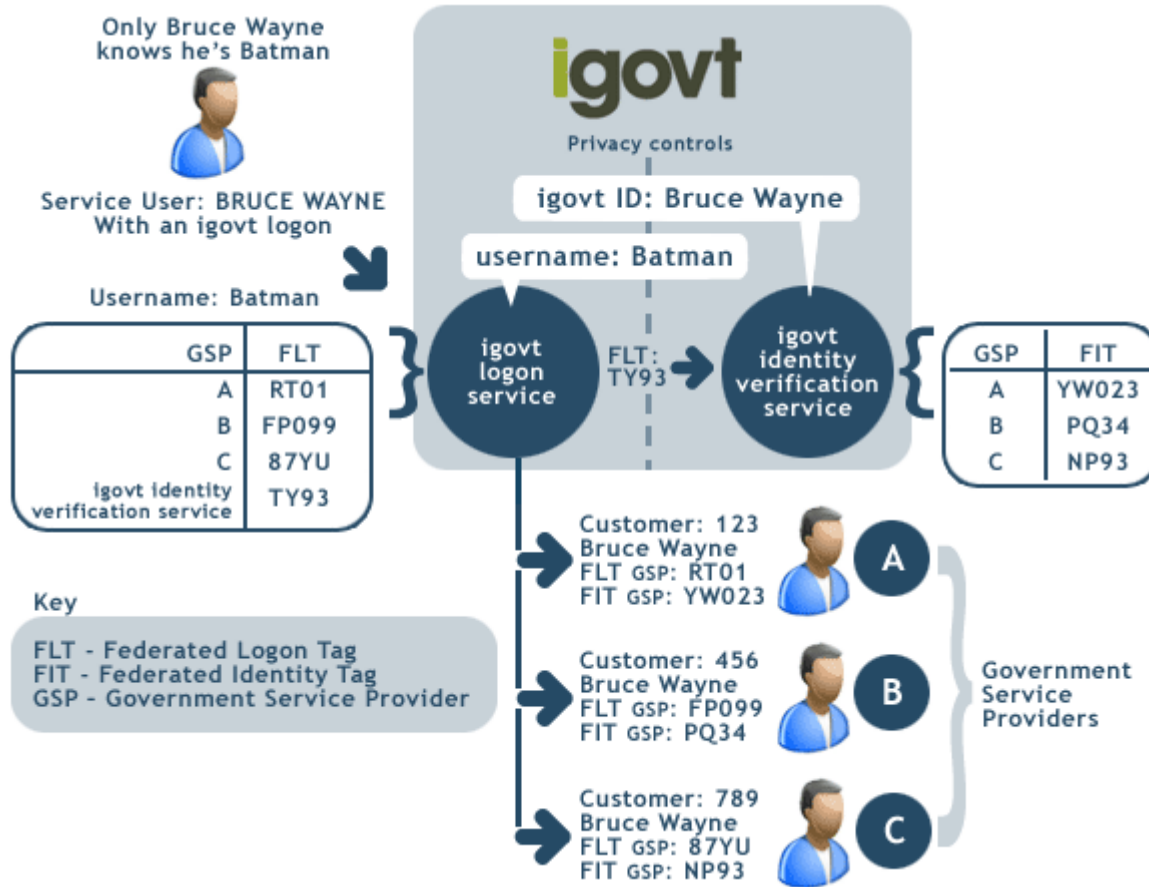 Only Bruce Wayne
knows he's Batman
Service User: BRUCE WAYNE
With an igovt logon
igovt
Privacy controls
igovt ID: Bruce Wayne
username: Batman
Username: Batman
GSP FLT
A RT01
B FP099
C 87YU
igovt identity
verification service TY93
igovt
logon
service
FLT:
TY93
igovt
identity
verification
service
GSP FIT
A YW023
B PQ34
C NP93
Customer: 123
Bruce Wayne
FLT GSP: RT01
FIT GSP: YW023
A
Customer: 456
Bruce Wayne
FLT GSP: FP099
FIT GSP: PQ34
B
Customer: 789
Bruce Wayne
FLT GSP: 87YU
FIT GSP: NP93
C
Government
Service
Providers
Key
FLT - Federated Logon Tag
FIT - Federated Identity Tag
GSP - Government Service Provider